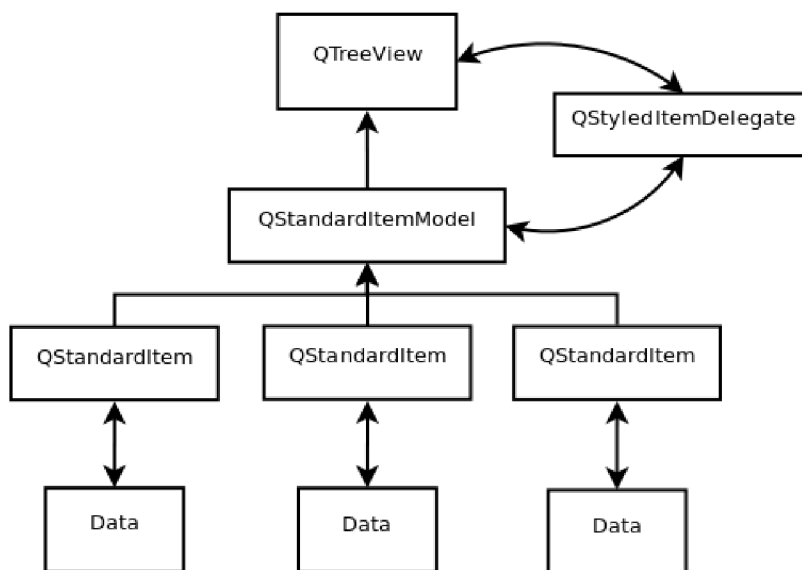 QTreeView
QStyledItemDelegate
QStandardItemModel
QStandardItem
QStandardItem
QStandardItem
Data
Data
Data